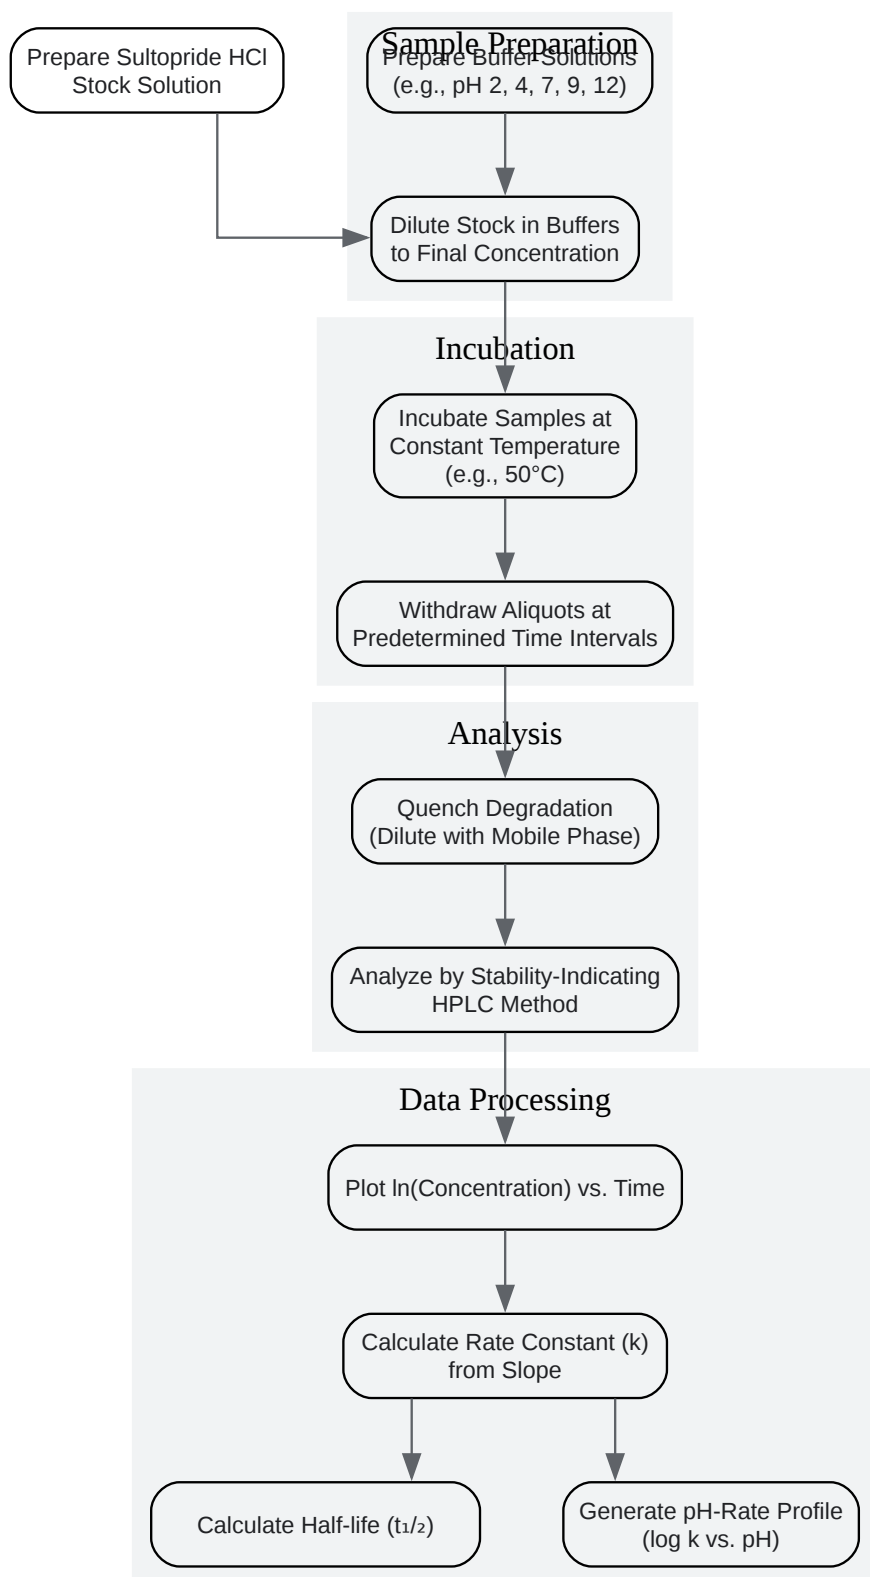 Prepare Sultopride HCl
Stock Solution
Sample Preparation
Prepare Buffer Solutions
(e.g., pH 2, 4, 7, 9, 12)
Dilute Stock in Buffers
to Final Concentration
Incubation
Incubate Samples at
Constant Temperature
(e.g., 50°C)
Withdraw Aliquots at
Predetermined Time Intervals
Analysis
Quench Degradation
(Dilute with Mobile Phase)
Analyze by Stability-Indicating
HPLC Method
Data Processing
Plot ln(Concentration) vs. Time
Calculate Rate Constant (k)
from Slope
Calculate Half-life (t₁/₂)
Generate pH-Rate Profile
(log k vs. pH)